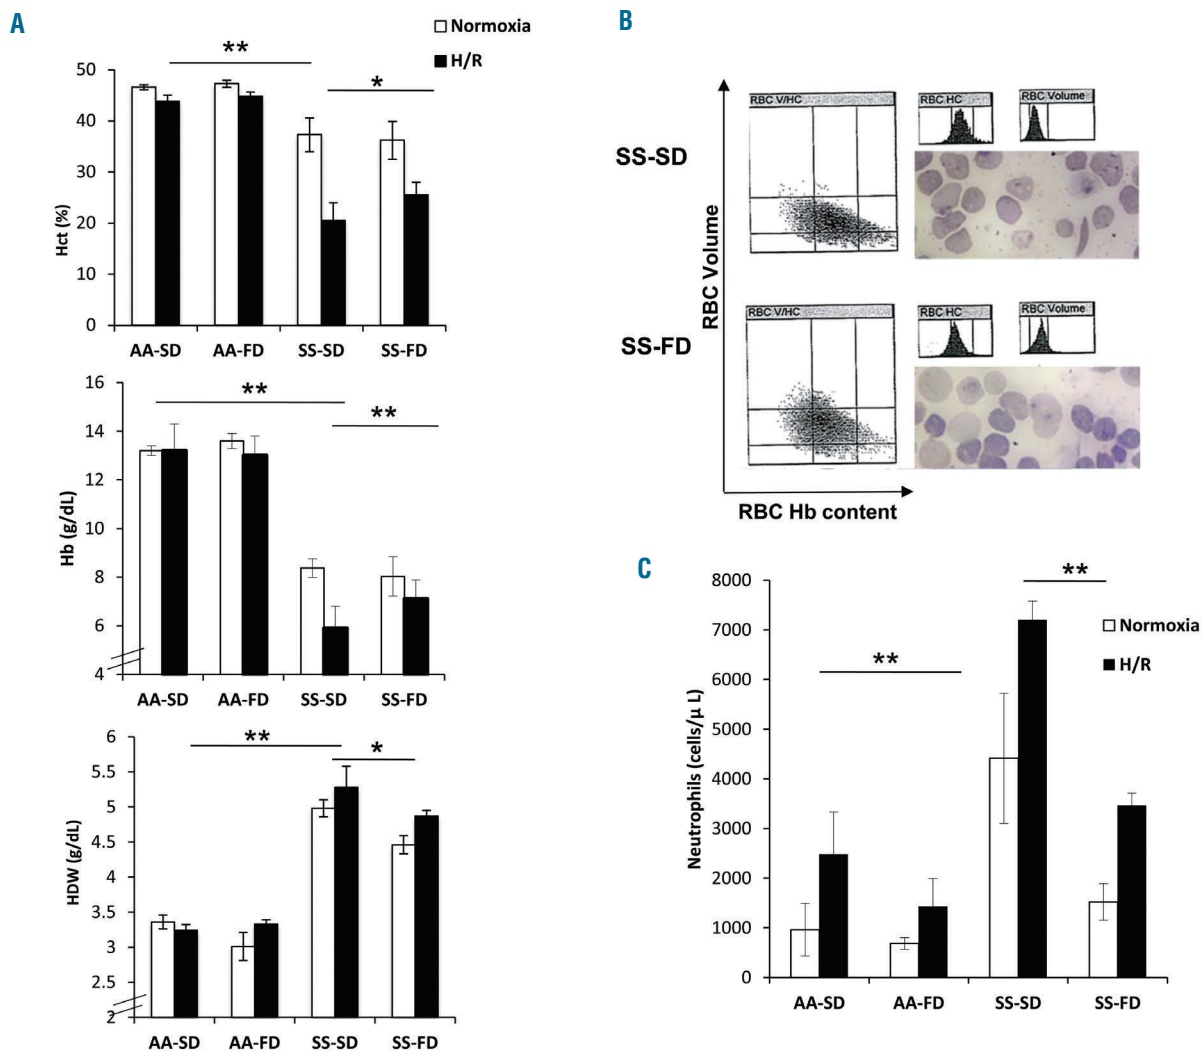 A
Normoxia
H/R
**
*
Hct (%)
50
40
30
20
10
0
AA-SD AA-FD SS-SD SS-FD
**
**
Hb (g/dL)
16
14
12
10
8
6
4
AA-SD AA-FD SS-SD SS-FD
**
*
HDW (g/dL)
6
5.5
5
4.5
4
3.5
3
2.5
2
AA-SD AA-FD SS-SD SS-FD
B
RBC Volume
SS-SD
RBC V/HC
RBC HC
RBC Volume
SS-FD
RBC V/HC
RBC HC
RBC Volume
RBC Hb content
C
Normoxia
H/R
**
**
Neutrophils (cells/μ L)
8000
7000
6000
5000
4000
3000
2000
1000
0
AA-SD AA-FD SS-SD SS-FD